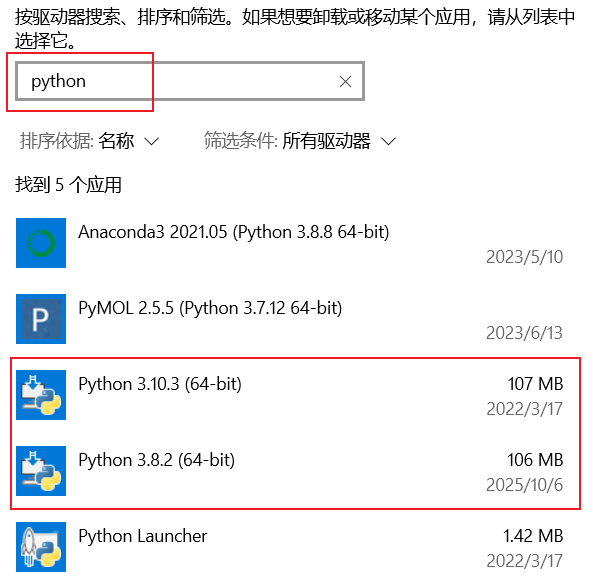 按驱动器搜索、排序和筛选。如果想要卸载或移动某个应用，请从列表中
选择它。
python
排序依据: 名称 筛选条件: 所有驱动器
找到 5 个应用
Anaconda3 2021.05 (Python 3.8.8 64-bit)
2023/5/10
P
PyMOL 2.5.5 (Python 3.7.12 64-bit)
2023/6/13
Python 3.10.3 (64-bit) 107 MB
2022/3/17
Python 3.8.2 (64-bit) 106 MB
2025/10/6
Python Launcher 1.42 MB
2022/3/17